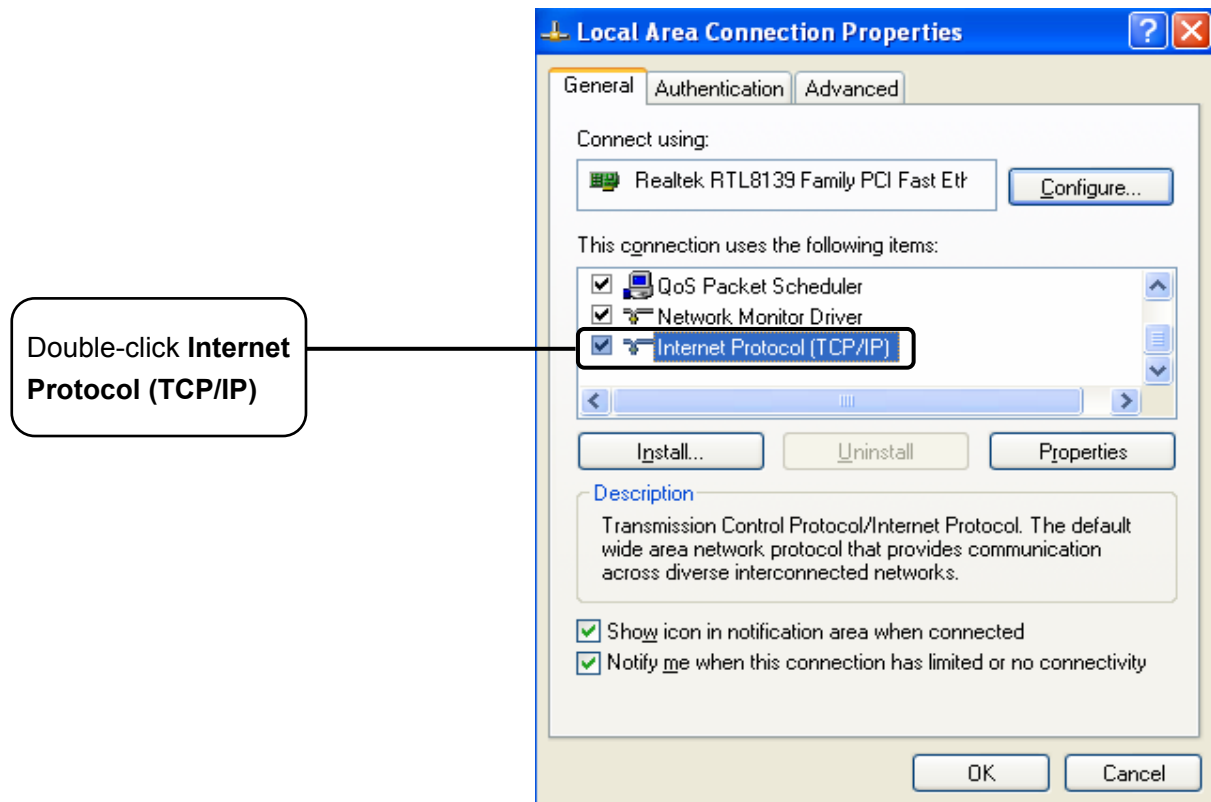 Local Area Connection Properties
General
Authentication
Advanced
Connect using:
Realtek RTL8139 Family PCI Fast Eth
Configure...
This connection uses the following items:
QoS Packet Scheduler
Network Monitor Driver
Internet Protocol (TCP/IP)
Double-click Internet
Protocol (TCP/IP)
Install...
Uninstall
Properties
Description
Transmission Control Protocol/Internet Protocol. The default
wide area network protocol that provides communication
across diverse interconnected networks.
Show icon in notification area when connected
Notify me when this connection has limited or no connectivity
OK
Cancel